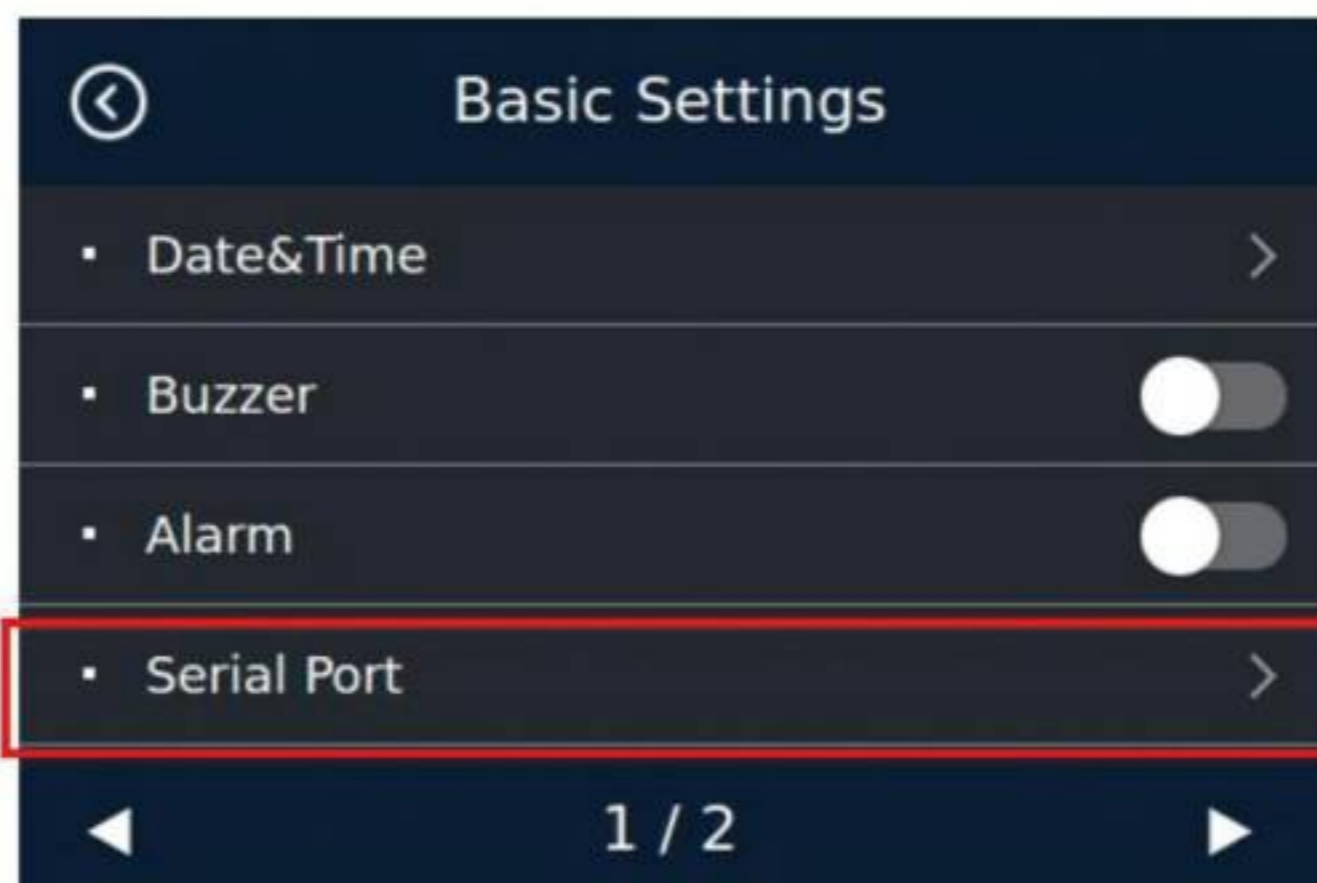 Basic Settings
Date&Time
Buzzer
Alarm
Serial Port
1 / 2